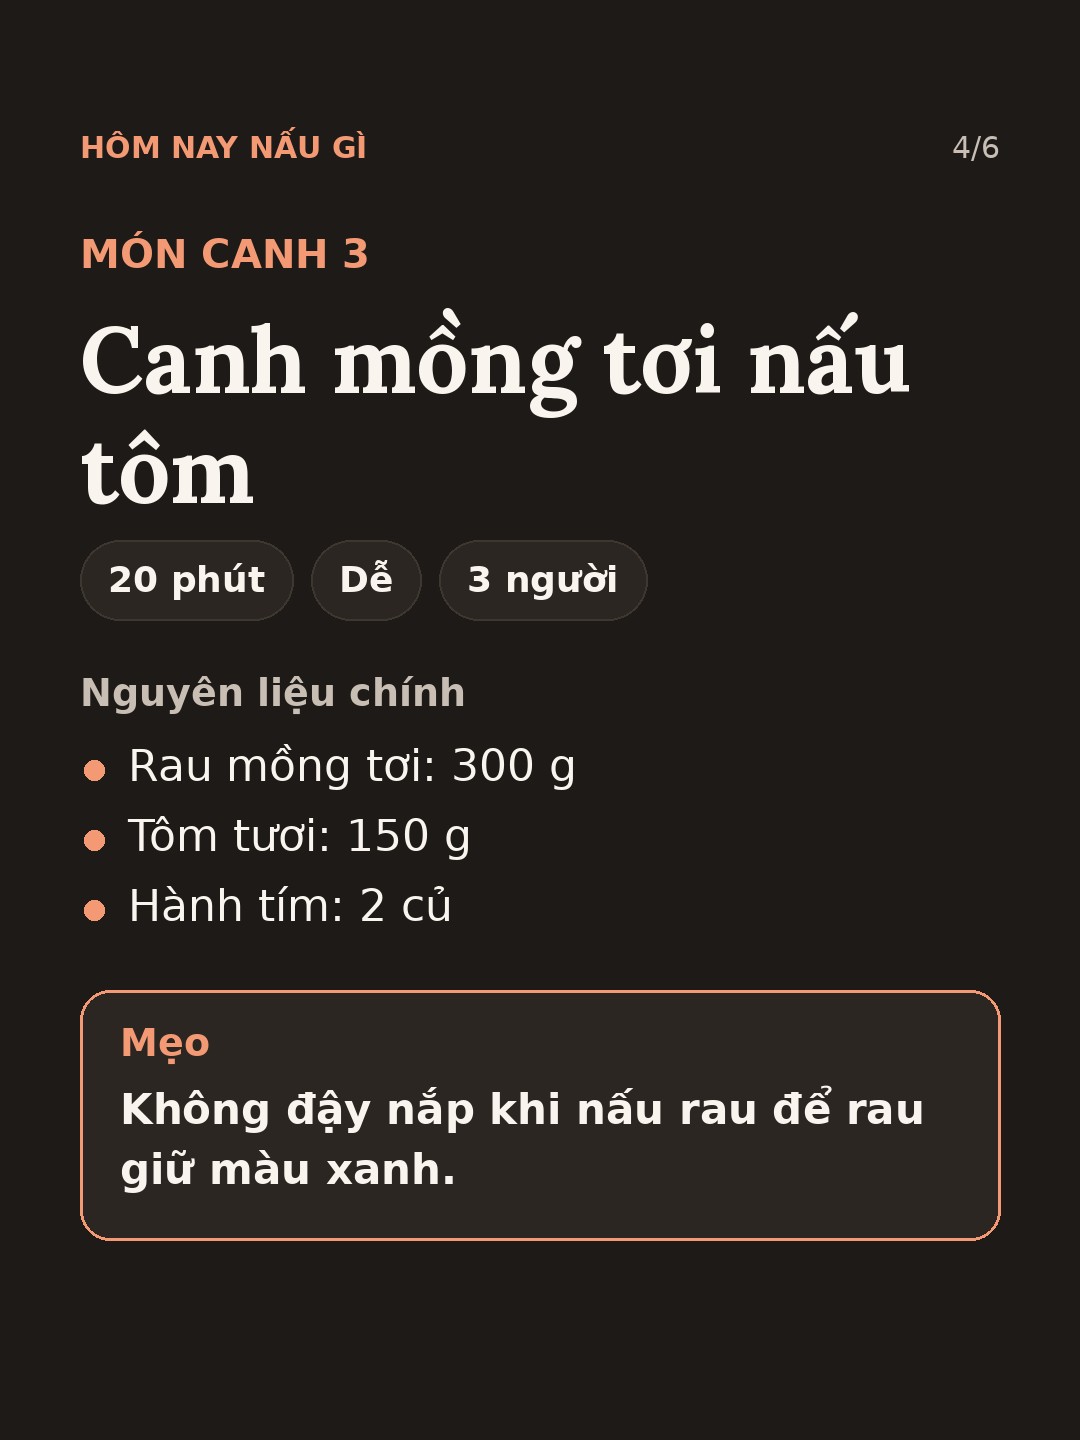 HÔM NAY NẤU GÌ
4/6
MÓN CANH 3
Canh mồng tơi nấu
tôm
20 phút
Dễ
3 người
Nguyên liệu chính
Rau mồng tơi: 300 g
Tôm tươi: 150 g
Hành tím: 2 củ
Mẹo
Không đậy nắp khi nấu rau để rau
giữ màu xanh.